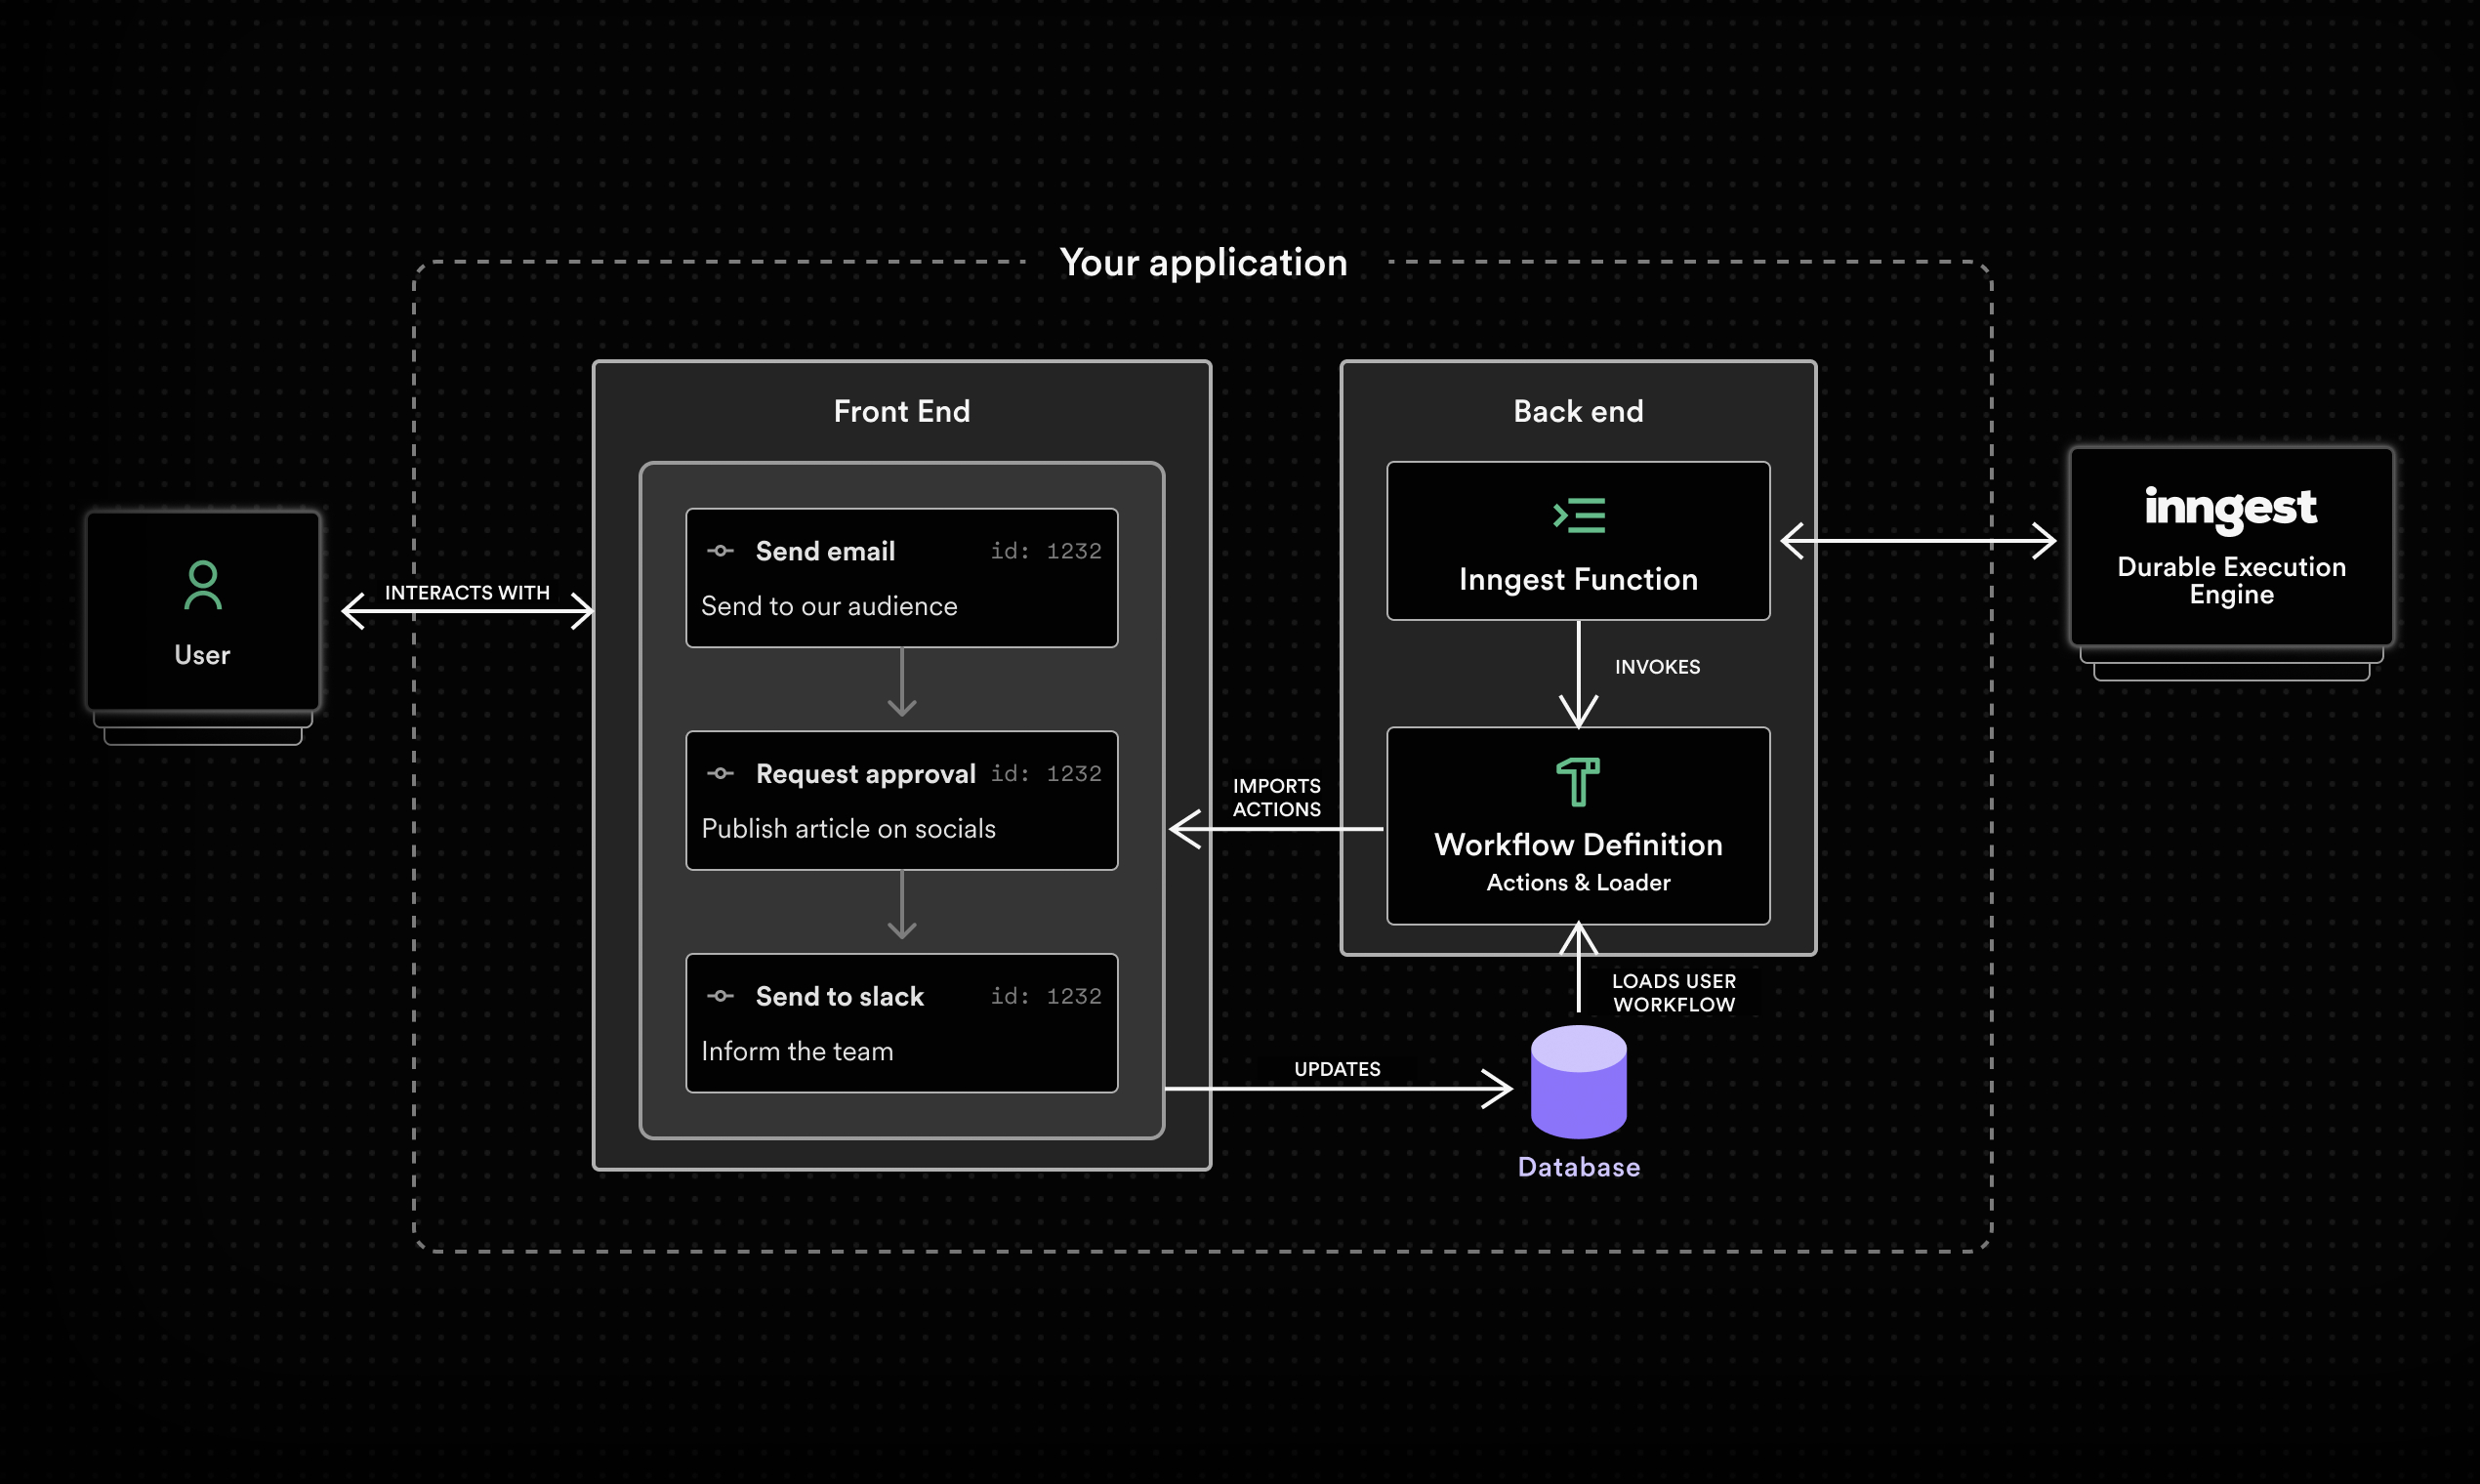 Your application
User
INTERACTS WITH
Front End
Send email id: 1232
Send to our audience
Request approval id: 1232
Publish article on socials
Send to slack id: 1232
Inform the team
IMPORTS
ACTIONS
UPDATES
Back end
Inngest Function
INVOKES
Workflow Definition
Actions & Loader
LOADS USER
WORKFLOW
Database
inngest
Durable Execution
Engine